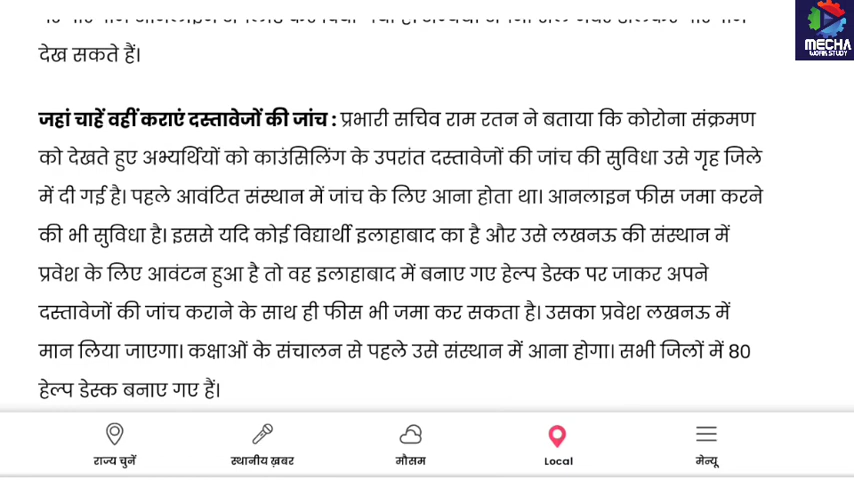 देख सकते हैं।
जहां चाहें वहीं कराएं दस्तावेजों की जांच : प्रभारी सचिव राम रतन ने बताया कि कोरोना संक्रमण
को देखते हुए अभ्यर्थियों को काउंसिलिंग के उपरांत दस्तावेजों की जांच की सुविधा उसे गृह जिले
में दी गई है। पहले आवंटित संस्थान में जांच के लिए आना होता था। आनलाइन फीस जमा करने
की भी सुविधा है। इससे यदि कोई विद्यार्थी इलाहाबाद का है और उसे लखनऊ की संस्थान में
प्रवेश के लिए आवंटन हुआ है तो वह इलाहाबाद में बनाए गए हेल्प डेस्क पर जाकर अपने
दस्तावेजों की जांच कराने के साथ ही फीस भी जमा कर सकता है। उसका प्रवेश लखनऊ में
मान लिया जाएगा। कक्षाओं के संचालन से पहले उसे संस्थान में आना होगा। सभी जिलों में 80
हेल्प डेस्क बनाए गए हैं।
MECHA
WORK STUDY
राज्य चुनें
स्थानीय ख़बर
मौसम
Local
मेन्यू